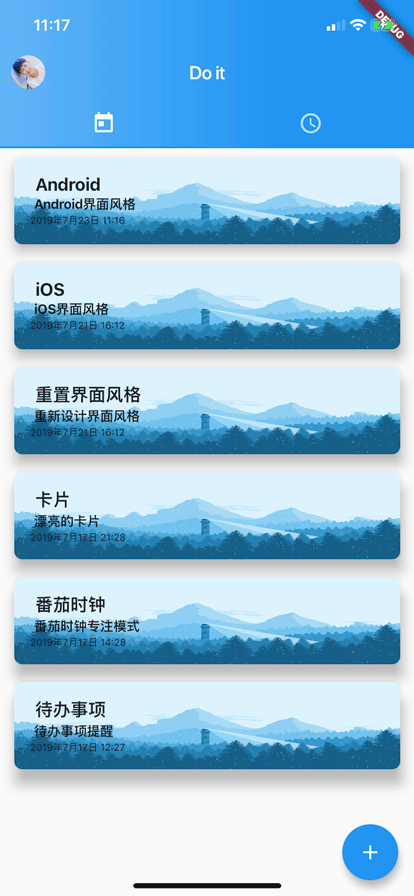 11:17
DEBUG
Do it
Android
Android界面风格
2019年7月23日 11:16
iOS
iOS界面风格
2019年7月21日 16:12
重置界面风格
重新设计界面风格
2019年7月21日 16:12
卡片
漂亮的卡片
2019年7月17日 21:28
番茄时钟
番茄时钟专注模式
2019年7月17日 14:28
待办事项
待办事项提醒
2019年7月17日 12:27